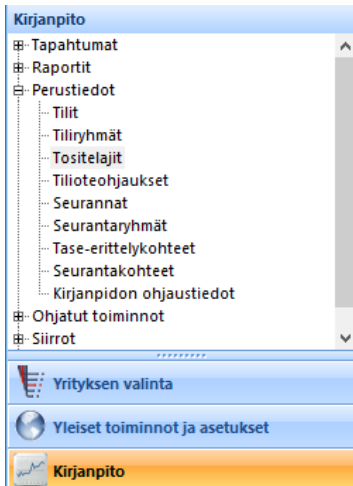 Kirjanpito
Tapahtumat
Raportit
Perustiedot
Tilit
Tiliryhmät
Tositelajit
Tilioteohjaukset
Seurannat
Seurantaryhmät
Tase-erittelykohteet
Seurantakohteet
Kirjanpidon ohjaustiedot
Ohjatut toiminnot
Siirrot
Yrityksen valinta
Yleiset toiminnot ja asetukset
Kirjanpito